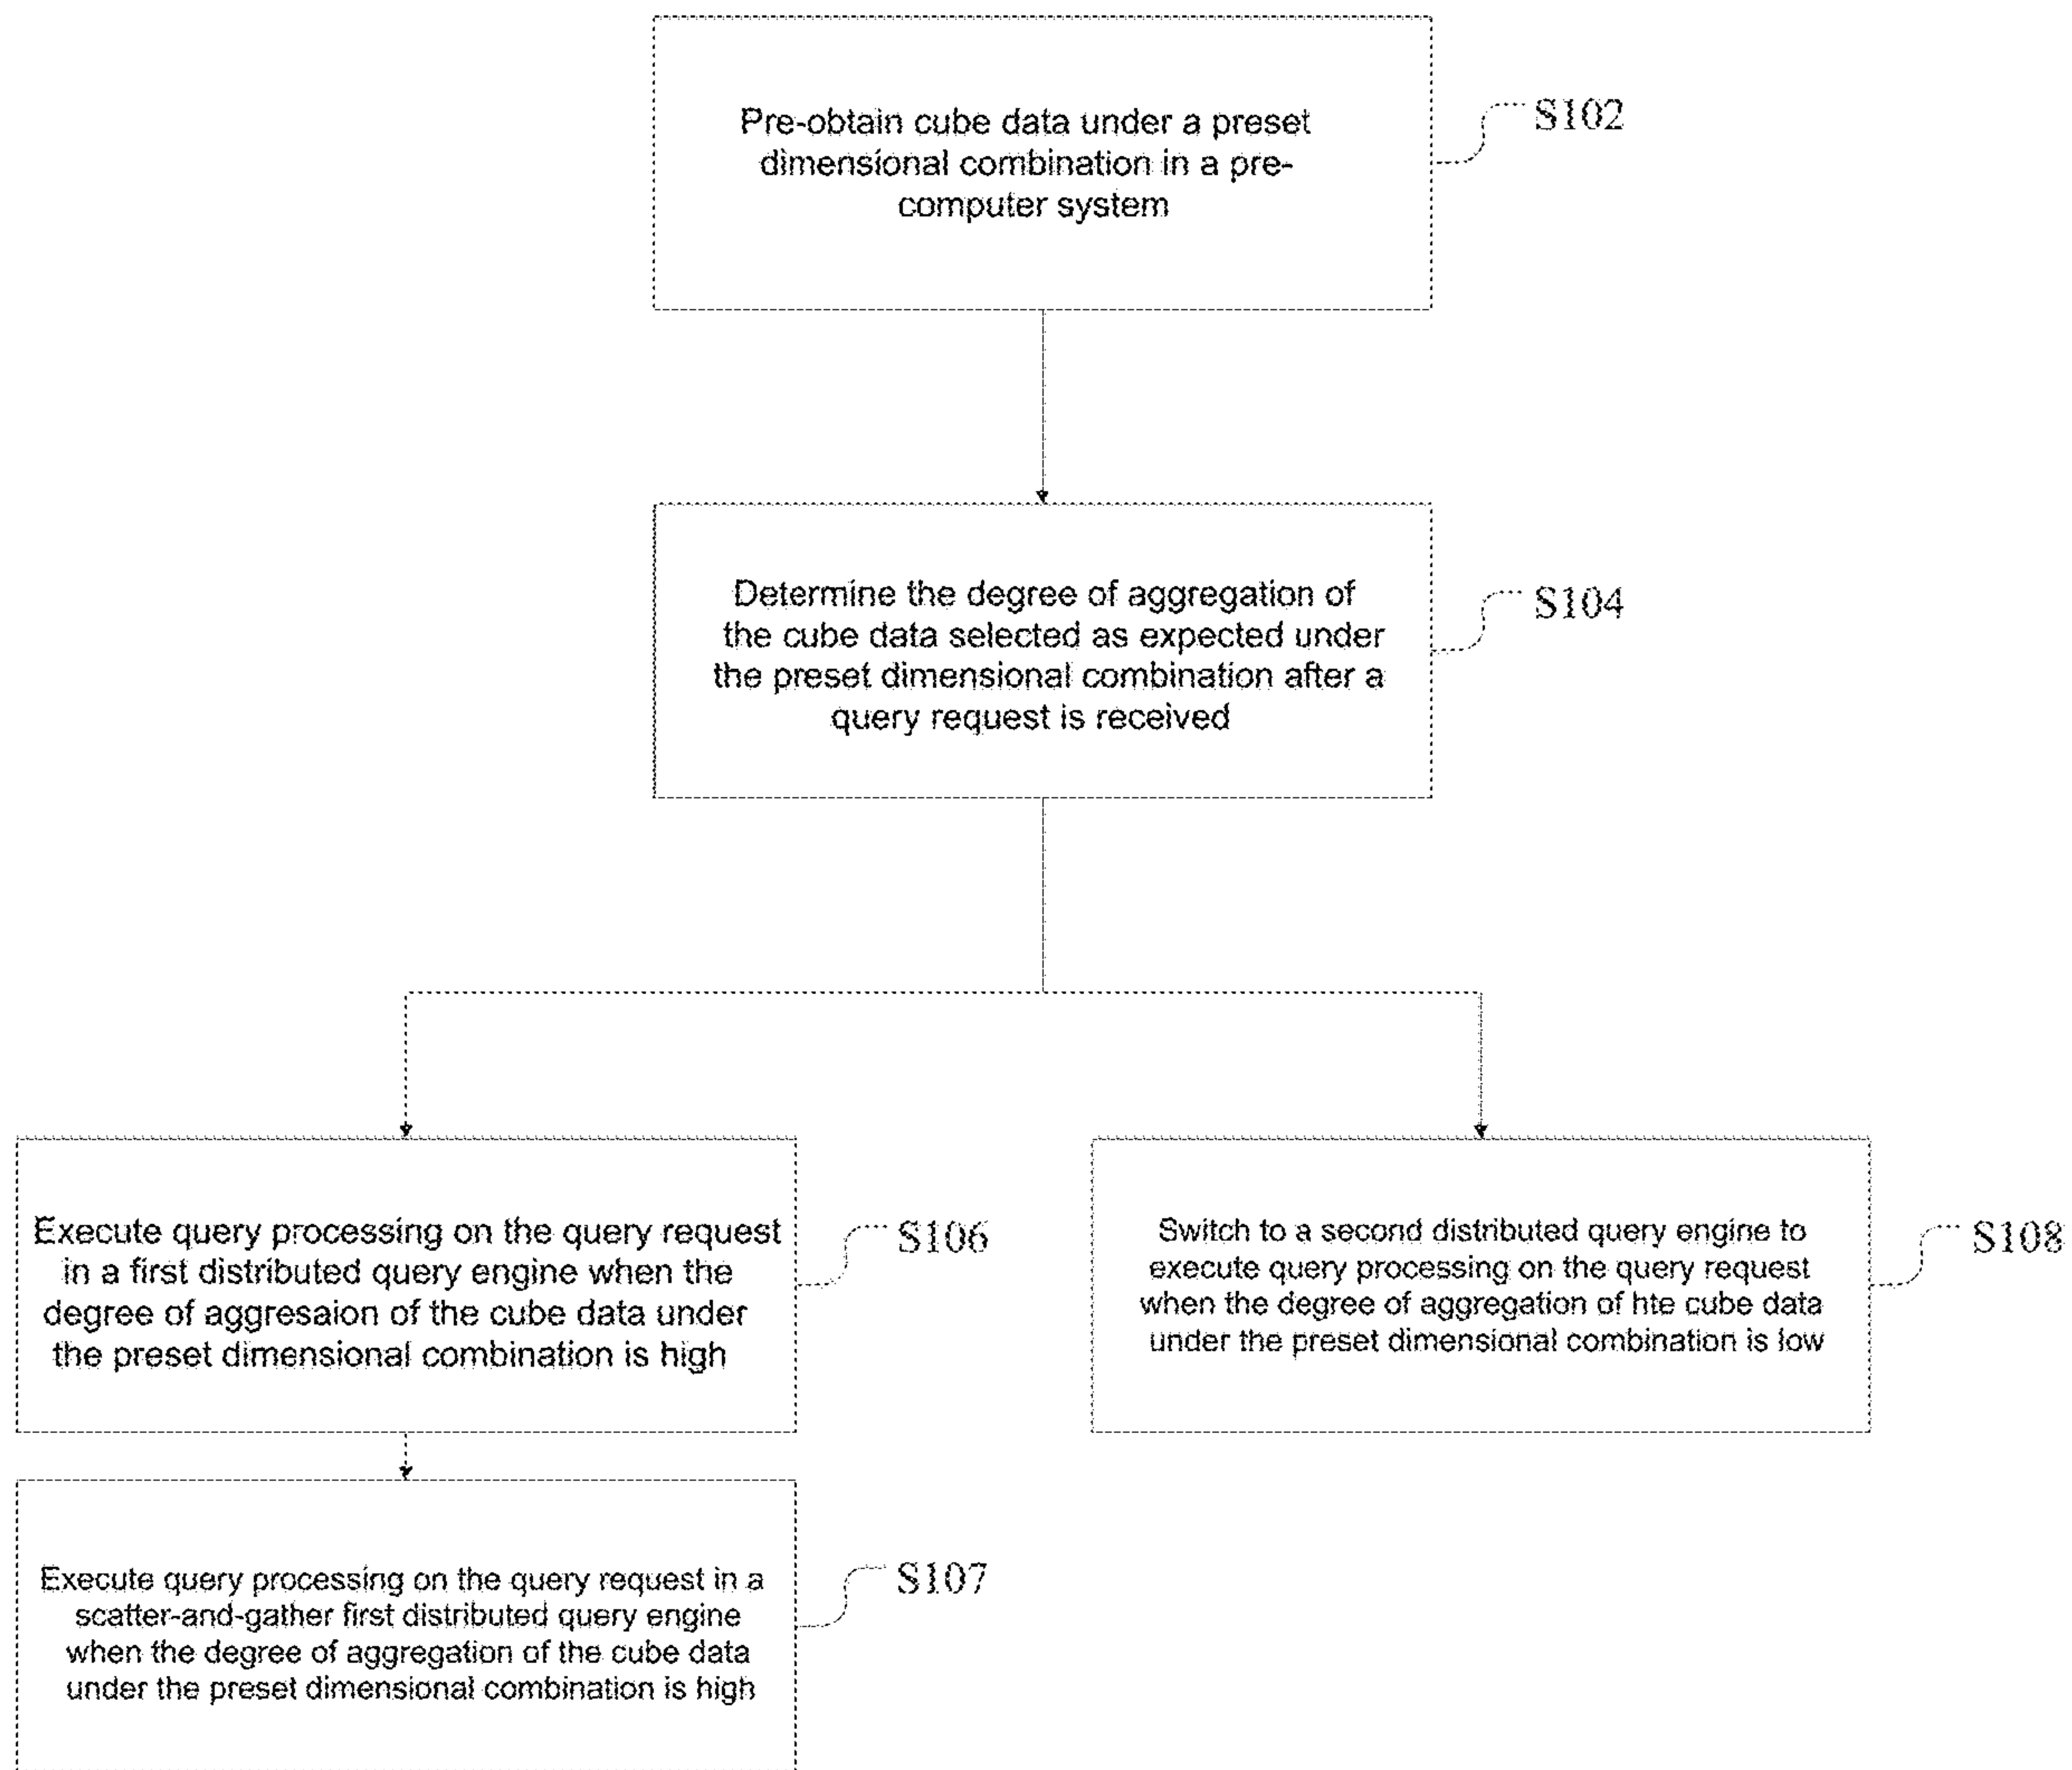 Pre-obtain cube data under a preset
dimensional combination in a pre-
computer system
S102
Determine the degree of aggregation of
the cube data selected as expected under
the preset dimensional combination after a
query request is received
S104
Execute query processing on the query request
in a first distributed query engine when the
degree of aggresaion of the cube data under
the preset dimensional combination is high
S106
Switch to a second distributed query engine to
execute query processing on the query request
when the degree of aggregation of hte cube data
under the preset dimensional combination is low
S108
Execute query processing on the query request in a
scatter-and-gather first distributed query engine
when the degree of aggregation of the cube data
under the preset dimensional combination is high
S107